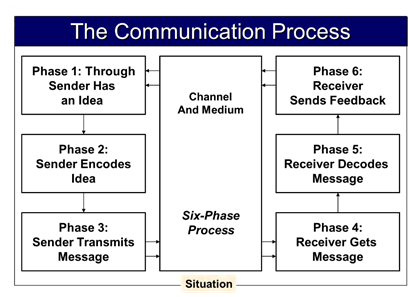 The Communication Process
Phase 1: Through
Sender Has
an Idea
Phase 2:
Sender Encodes
Idea
Phase 3:
Sender Transmits
Message
Channel
And Medium
Six-Phase
Process
Phase 6:
Receiver
Sends Feedback
Phase 5:
Receiver Decodes
Message
Phase 4:
Receiver Gets
Message
Situation